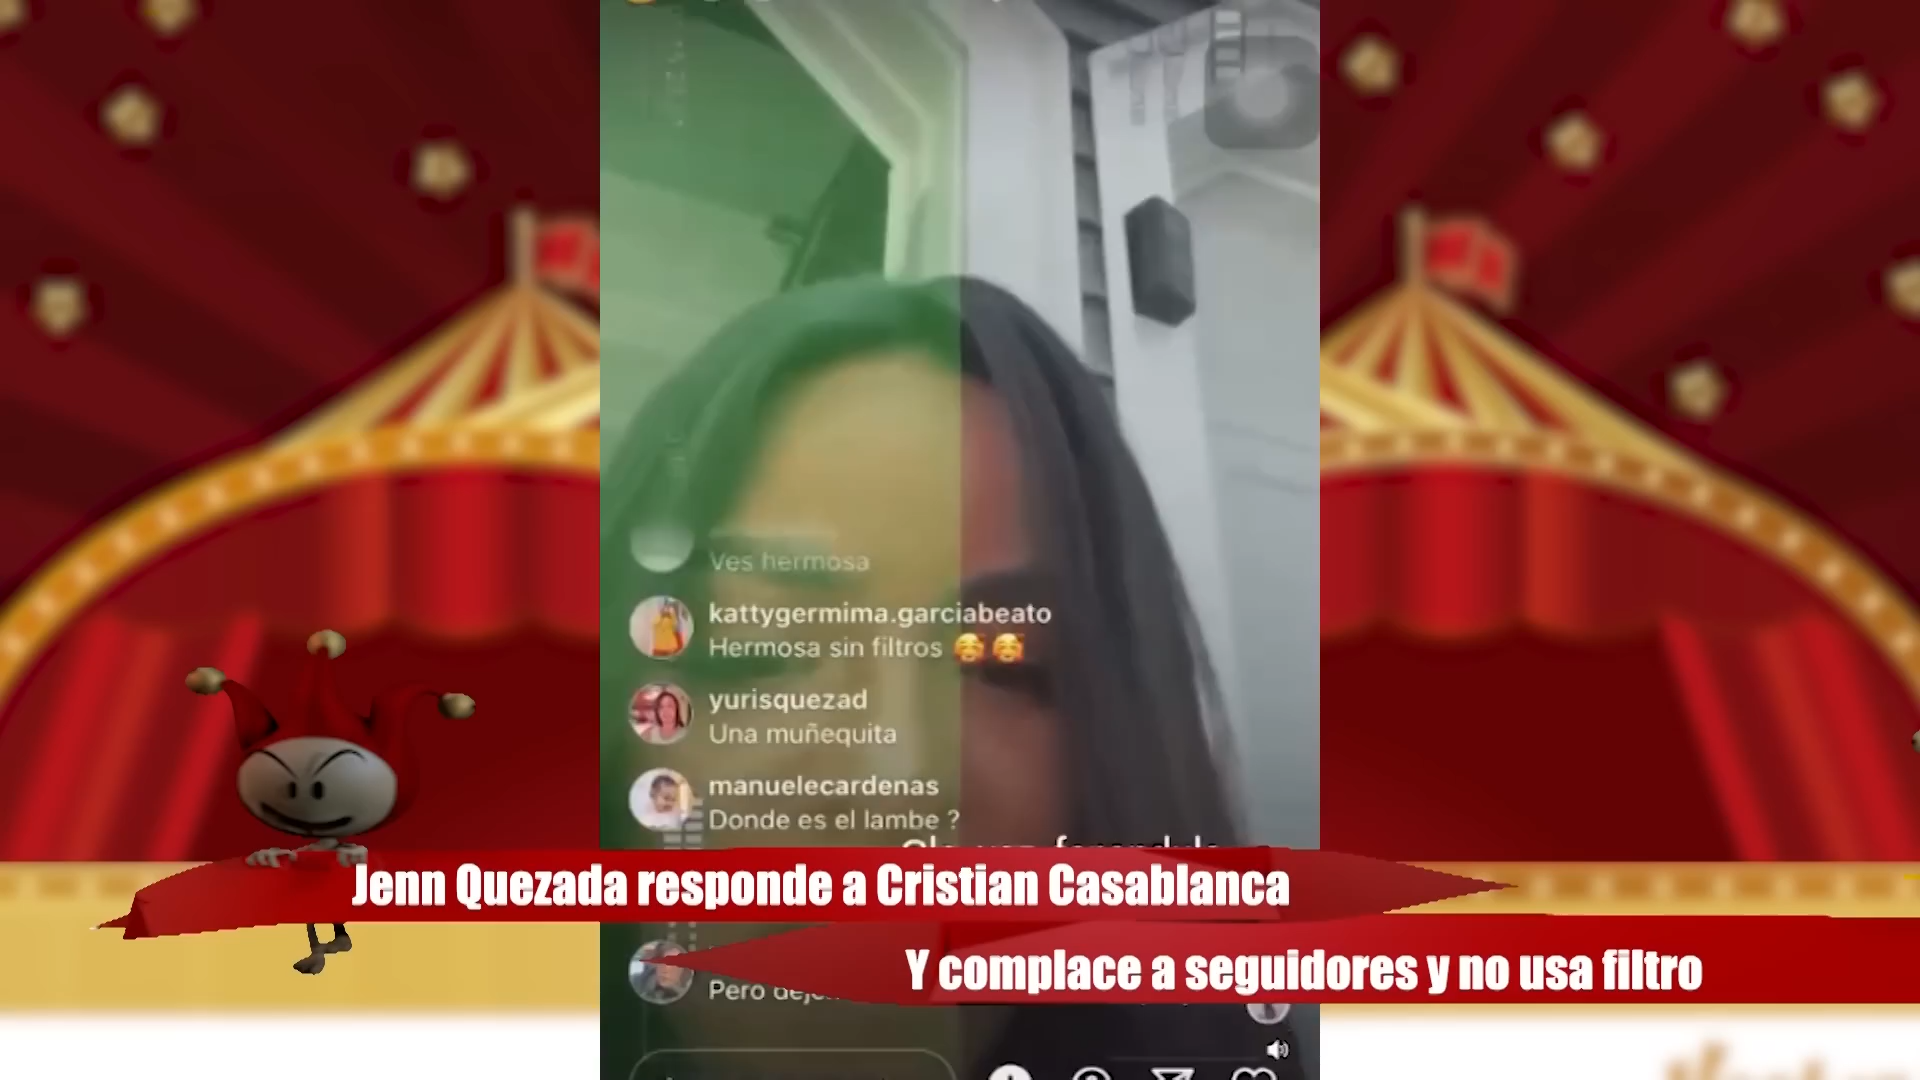 Ves hermosa
kattygermima.garciabeato
Hermosa sin filtros 🥰 🥰
yurisquezad
Una muñequita
manuelecardenas
Donde es el lambe ?
Jenn Quezada responde a Cristian Casablanca
Y complace a seguidores y no usa filtro
Pero